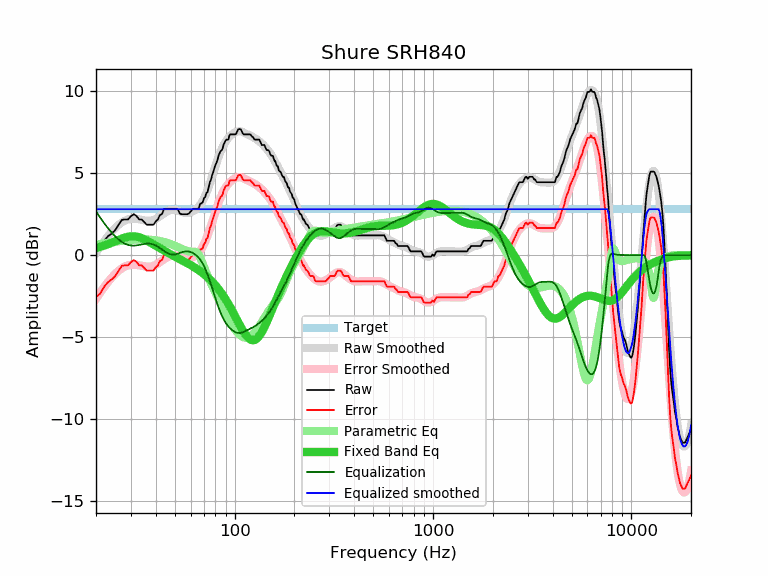 Shure SRH840
10
5
0
−5
−10
−15
Amplitude (dBr)
Target
Raw Smoothed
Error Smoothed
Raw
Error
Parametric Eq
Fixed Band Eq
Equalization
Equalized smoothed
100
1000
10000
Frequency (Hz)